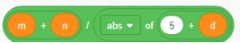 m + n / abs of 5 + d